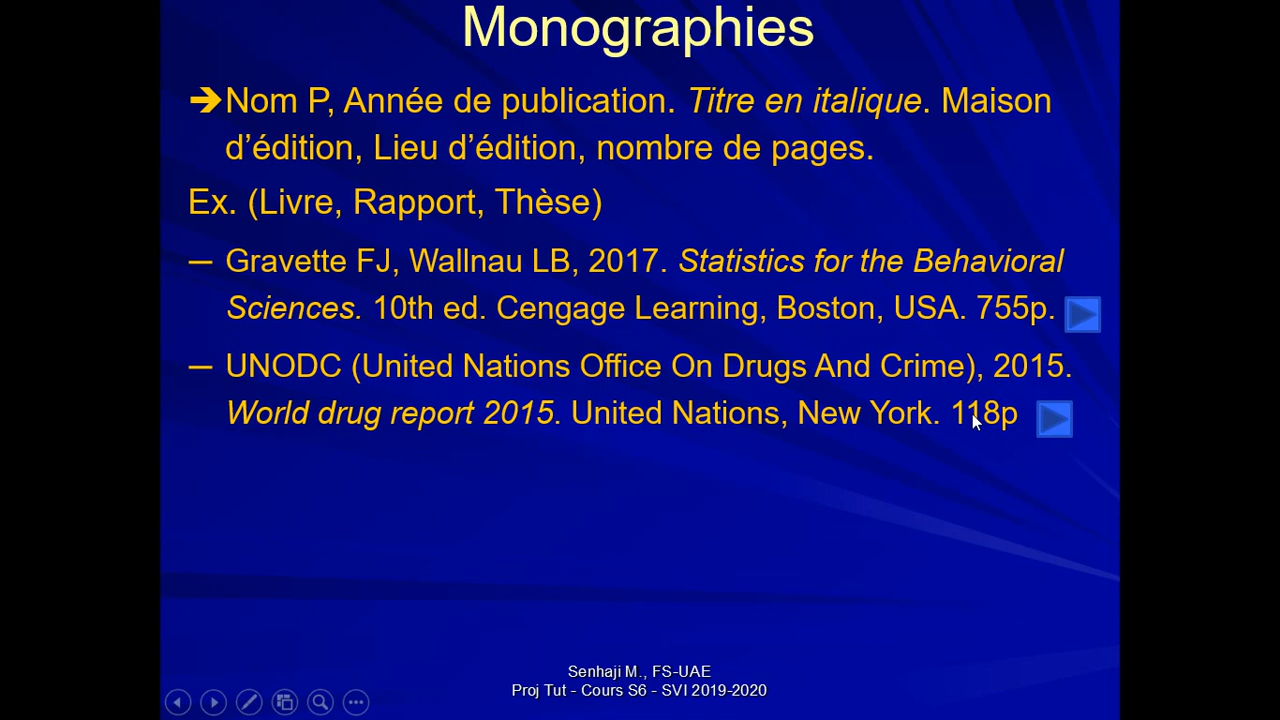 Monographies
➔Nom P, Année de publication. Titre en italique. Maison
d’édition, Lieu d’édition, nombre de pages.
Ex. (Livre, Rapport, Thèse)
– Gravette FJ, Wallnau LB, 2017. Statistics for the Behavioral
Sciences. 10th ed. Cengage Learning, Boston, USA. 755p.
– UNODC (United Nations Office On Drugs And Crime), 2015.
World drug report 2015. United Nations, New York. 118p
Senhaji M., FS-UAE
Proj Tut - Cours S6 - SVI 2019-2020